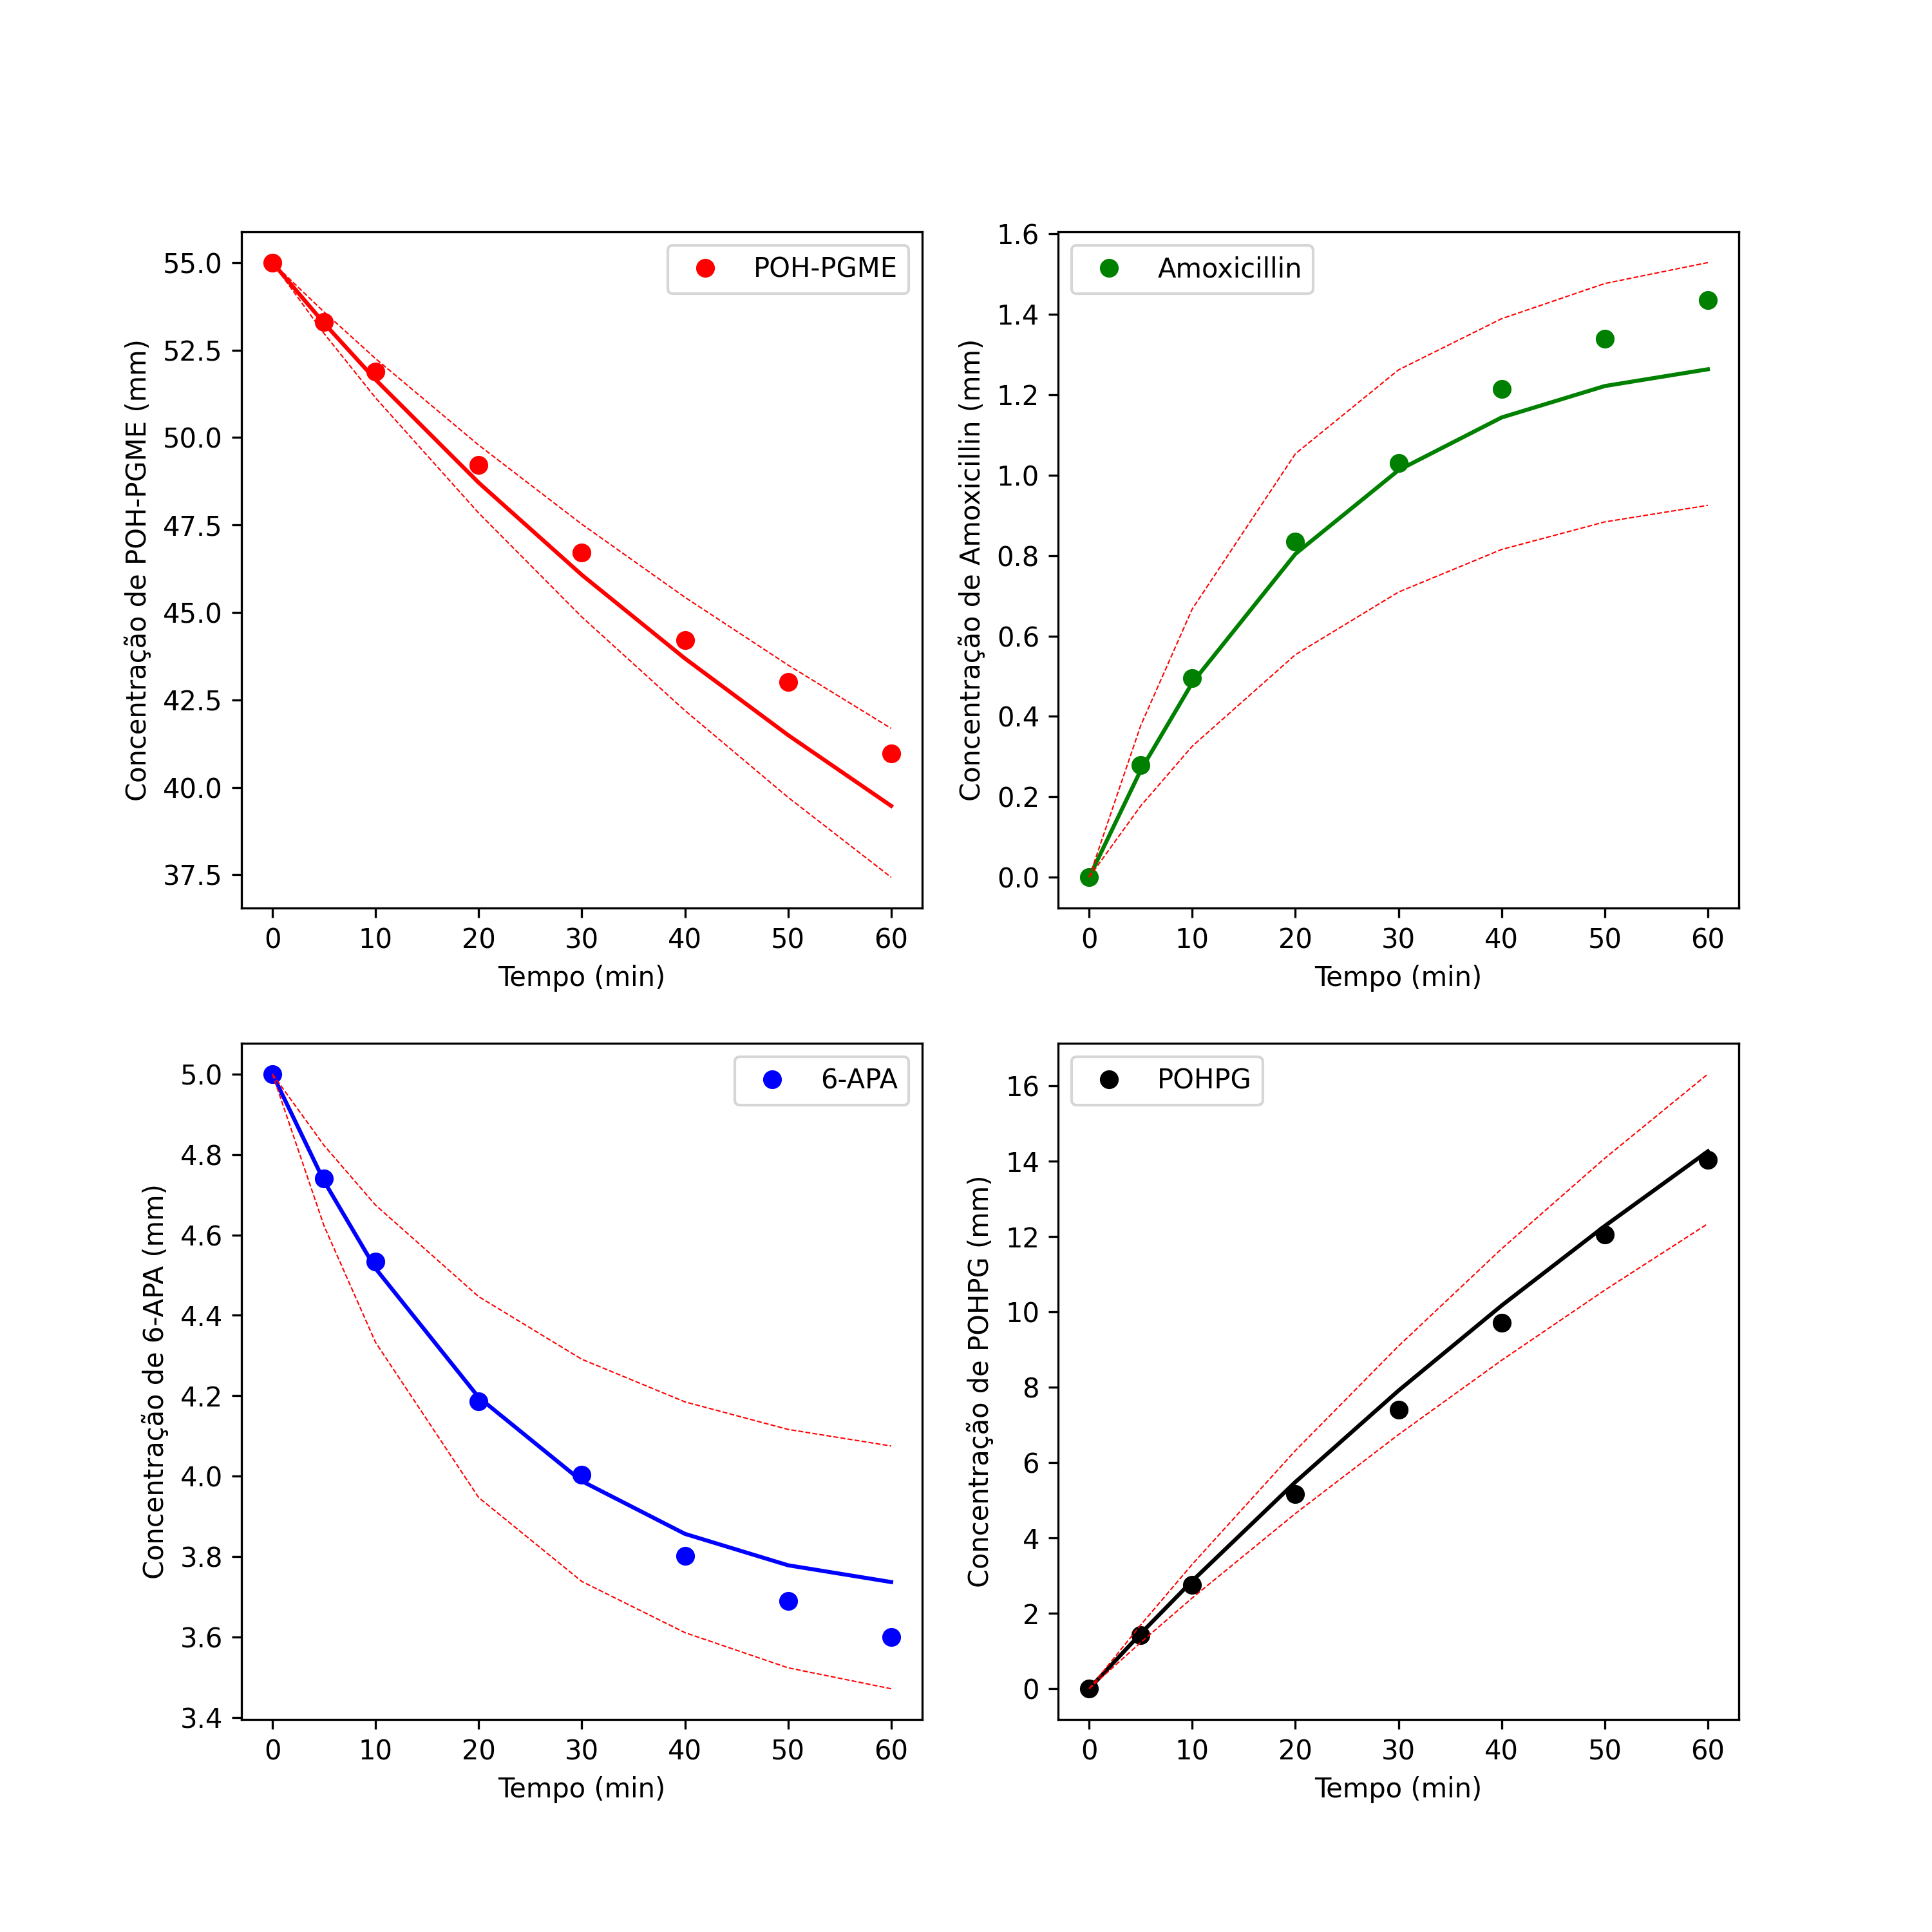 POH-PGME
Concentração de POH-PGME (mm)
55.0
52.5
50.0
47.5
45.0
42.5
40.0
37.5
0 10 20 30 40 50 60
Tempo (min)
Amoxicillin
Concentração de Amoxicillin (mm)
1.6
1.4
1.2
1.0
0.8
0.6
0.4
0.2
0.0
0 10 20 30 40 50 60
Tempo (min)
6-APA
Concentração de 6-APA (mm)
5.0
4.8
4.6
4.4
4.2
4.0
3.8
3.6
3.4
0 10 20 30 40 50 60
Tempo (min)
POHPG
Concentração de POHPG (mm)
16
14
12
10
8
6
4
2
0
0 10 20 30 40 50 60
Tempo (min)